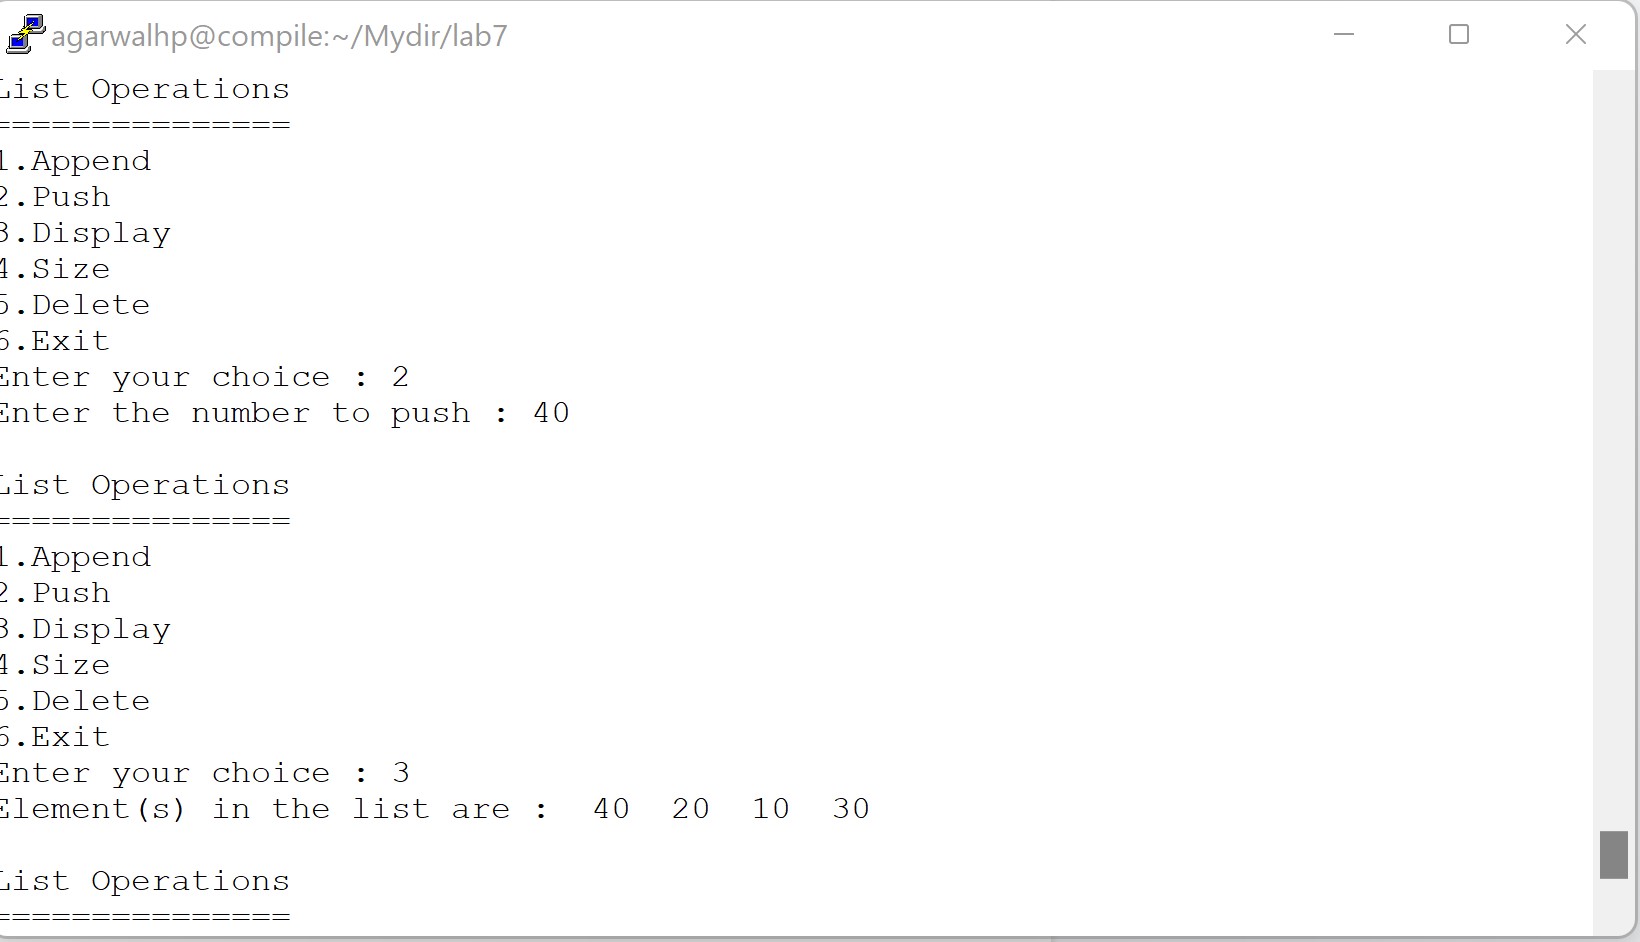 agarwalhp@compile:~/Mydir/lab7
List Operations
===============
1.Append
2.Push
3.Display
4.Size
5.Delete
6.Exit
Enter your choice : 2
Enter the number to push : 40

List Operations
===============
1.Append
2.Push
3.Display
4.Size
5.Delete
6.Exit
Enter your choice : 3
Element(s) in the list are :  40  20  10  30

List Operations
===============